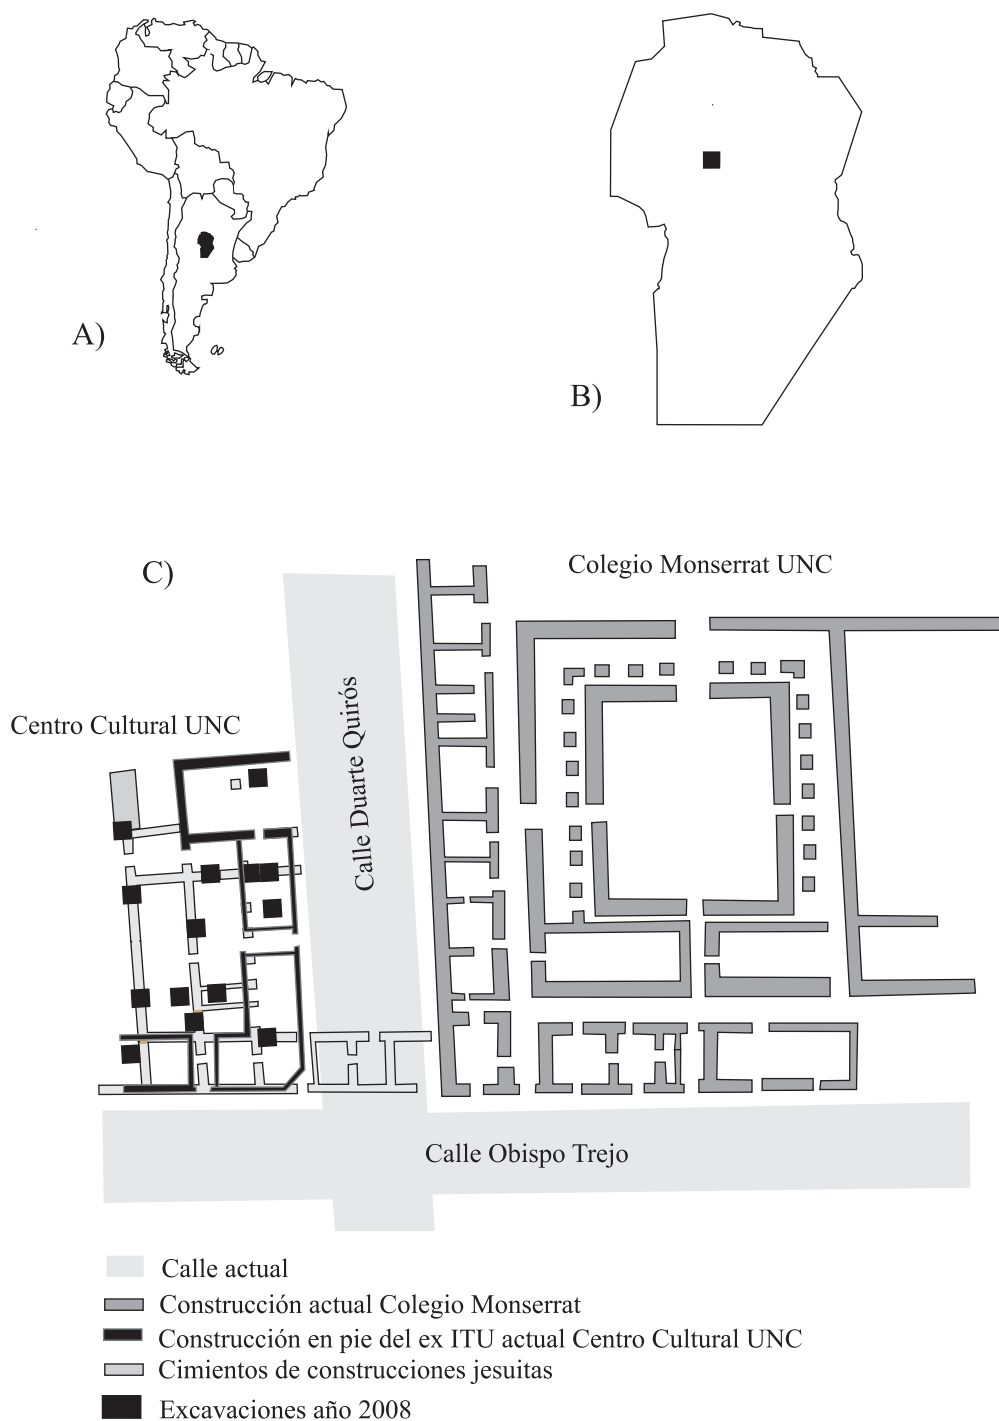 A)
B)
C)
Colegio Monserrat UNC
Centro Cultural UNC
Calle Duarte Quirós
Calle Obispo Trejo
Calle actual
Construcción actual Colegio Monserrat
Construcción en pie del ex ITU actual Centro Cultural UNC
Cimientos de construcciones jesuitas
Excavaciones año 2008